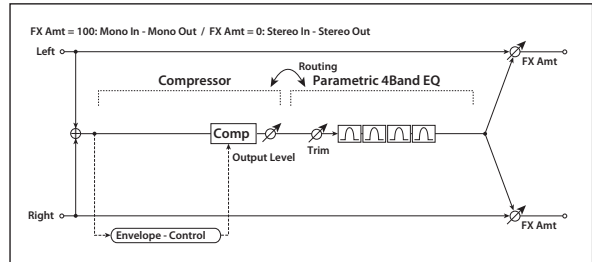 FX Amt = 100: Mono In - Mono Out / FX Amt = 0: Stereo In - Stereo Out
Left
FX Amt
Routing
Compressor
Parametric 4Band EQ
Comp
Output Level
Trim
Right
FX Amt
Envelope - Control